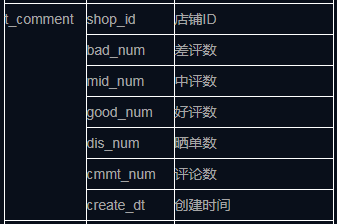 t_comment shop_id 店铺ID
bad_num 差评数
mid_num 中评数
good_num 好评数
dis_num 晒单数
cmmt_num 评论数
create_dt 创建时间